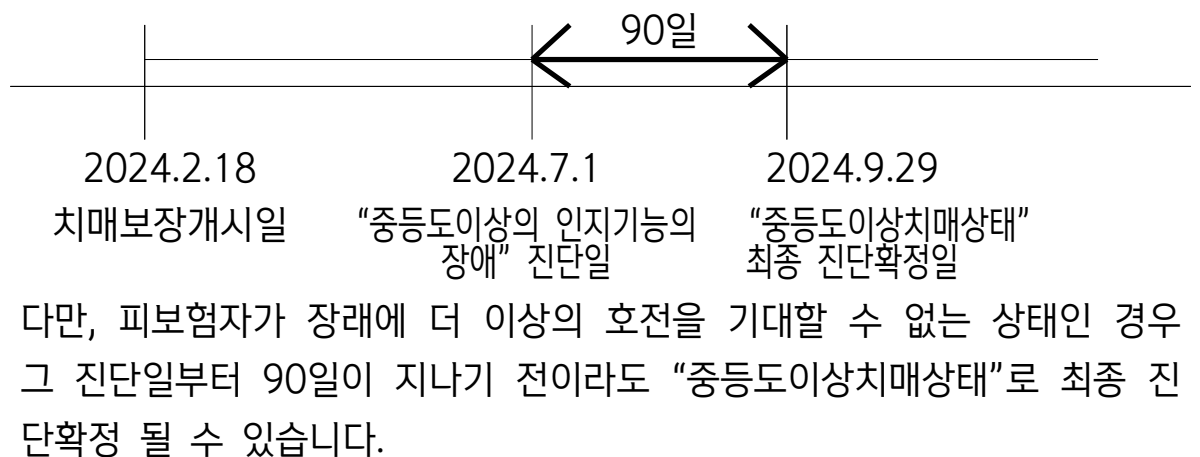 90일
2024.2.18
2024.7.1
2024.9.29
치매보장개시일
“중등도이상의 인지기능의
장애” 진단일
“중등도이상치매상태”
최종 진단확정일
다만, 피보험자가 장래에 더 이상의 호전을 기대할 수 없는 상태인 경우
그 진단일부터 90일이 지나기 전이라도 “중등도이상치매상태”로 최종 진
단확정 될 수 있습니다.